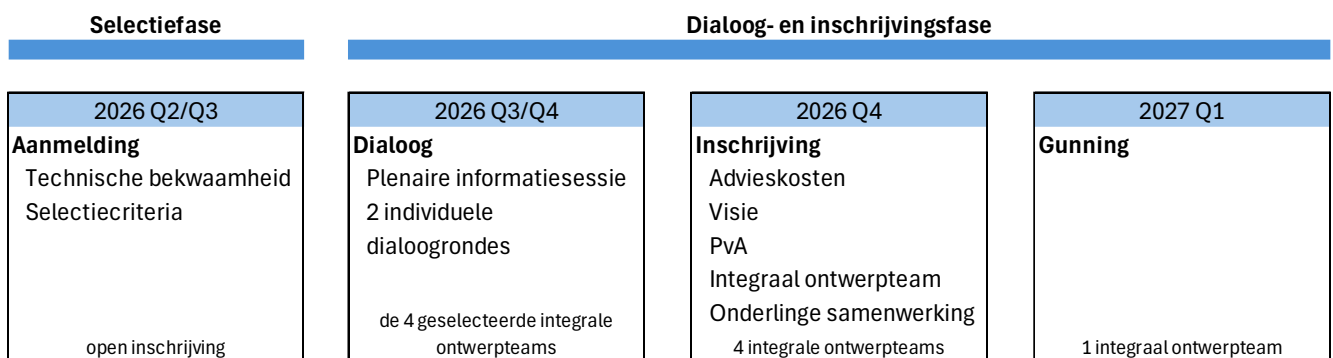 Selectiefase
Dialoog- en inschrijvingsfase
2026 Q2/Q3
Aanmelding
Technische bekwaamheid
Selectiecriteria
open inschrijving
2026 Q3/Q4
Dialoog
Plenaire informatiesessie
2 individuele
dialoogrondes
de 4 geselecteerde integrale
ontwerpteams
2026 Q4
Inschrijving
Advieskosten
Visie
PvA
Integraal ontwerpteam
Onderlinge samenwerking
4 integrale ontwerpteams
2027 Q1
Gunning
1 integraal ontwerpteam